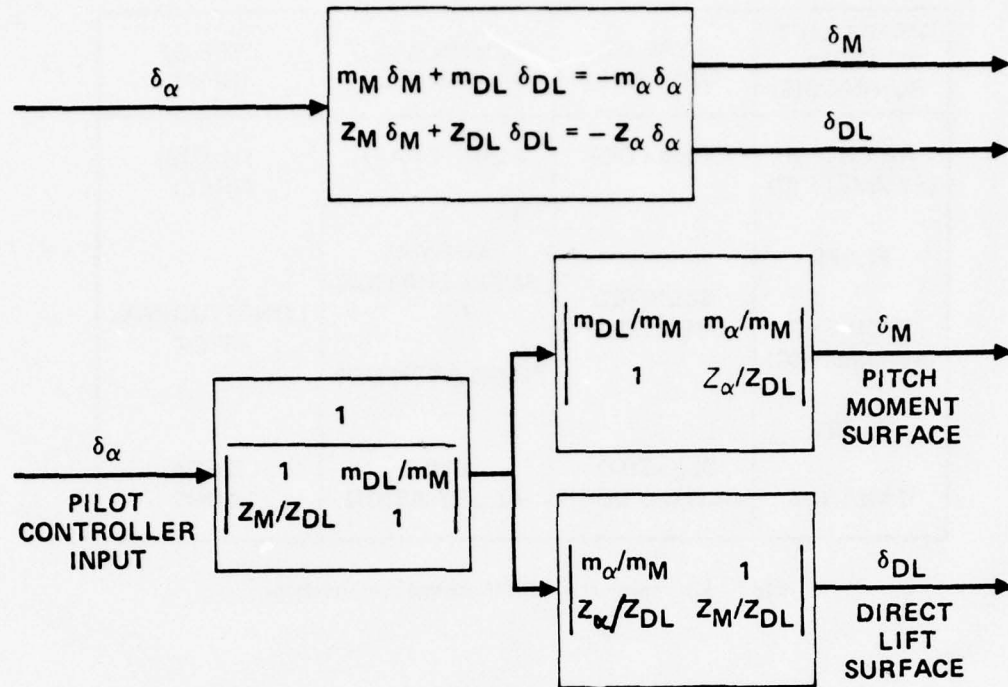 δα
mM δM + mDL δDL = −mα δα
ZM δM + ZDL δDL = − Zα δα
δM
δDL
δα
PILOT
CONTROLLER
INPUT
1
1 mDL/mM
ZM/ZDL 1
mDL/mM mα/mM
1 Zα/ZDL
δM
PITCH
MOMENT
SURFACE
mα/mM 1
Zα/ZDL ZM/ZDL
δDL
DIRECT
LIFT
SURFACE